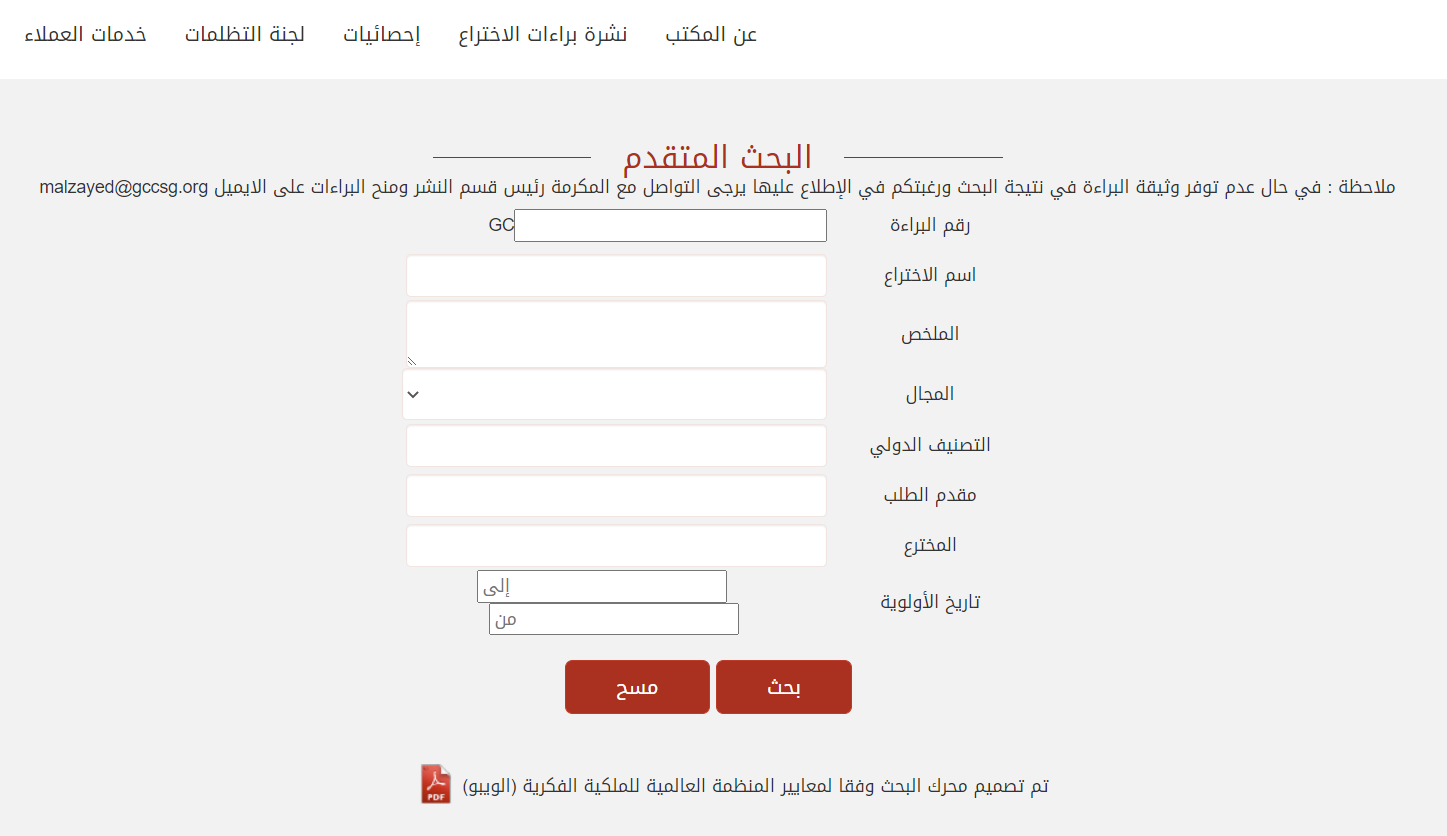 عن المكتب نشرة براءات الاختراع إحصائيات لجنة التظلمات خدمات العملاء
البحث المتقدم
ملاحظة : في حال عدم توفر وثيقة البراءة في نتيجة البحث ورغبتكم في الإطلاع عليها يرجى التواصل مع المكرمة رئيس قسم النشر ومنح البراءات على الايميل malzayed@gccsg.org
رقم البراءة GC
اسم الاختراع
الملخص
المجال
التصنيف الدولي
مقدم الطلب
المخترع
تاريخ الأولوية
إلى
من
بحث مسح
تم تصميم محرك البحث وفقا لمعايير المنظمة العالمية للملكية الفكرية (الويبو) PDF